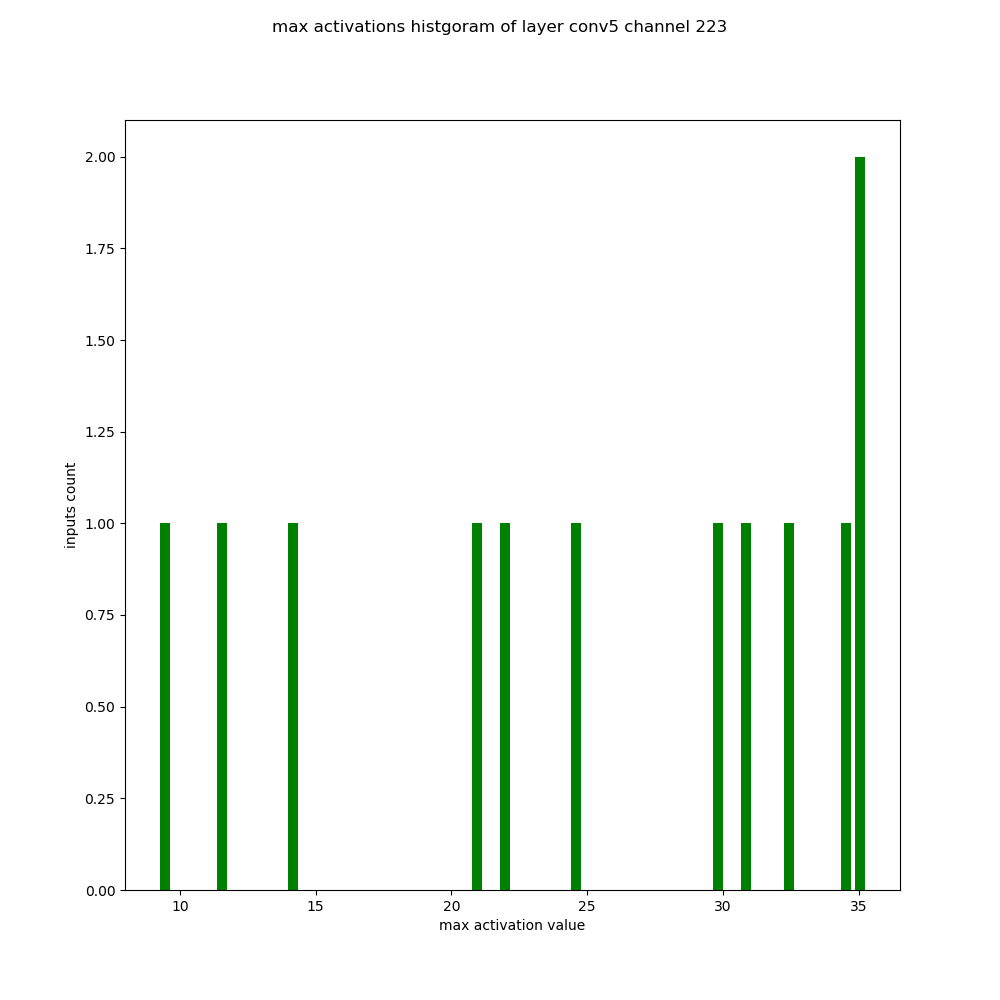 max activations histgoram of layer conv5 channel 223
2.00
1.75
1.50
1.25
1.00
0.75
0.50
0.25
0.00
inputs count
10 15 20 25 30 35
max activation value